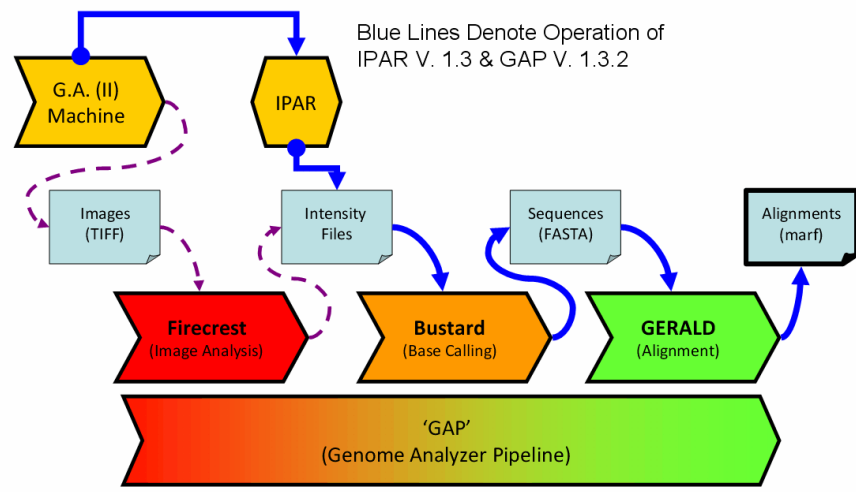 Blue Lines Denote Operation of
IPAR V. 1.3 & GAP V. 1.3.2
G.A. (II)
Machine
IPAR
Images
(TIFF)
Intensity
Files
Sequences
(FASTA)
Alignments
(marf)
Firecrest
(Image Analysis)
Bustard
(Base Calling)
GERALD
(Alignment)
‘GAP’
(Genome Analyzer Pipeline)